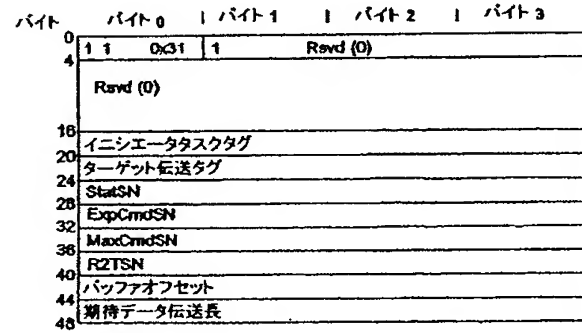 バイト バイト 0 バイト 1 バイト 2 バイト 3
0
1 1 0x31 1 Rsvd (0)
4
Rsvd (0)
16
イニシエータタスクタグ
20
ターゲット伝送タグ
24
StatSN
28
ExpCmdSN
32
MaxCmdSN
36
R2TSN
40
バッファオフセット
44
期待データ伝送長
48